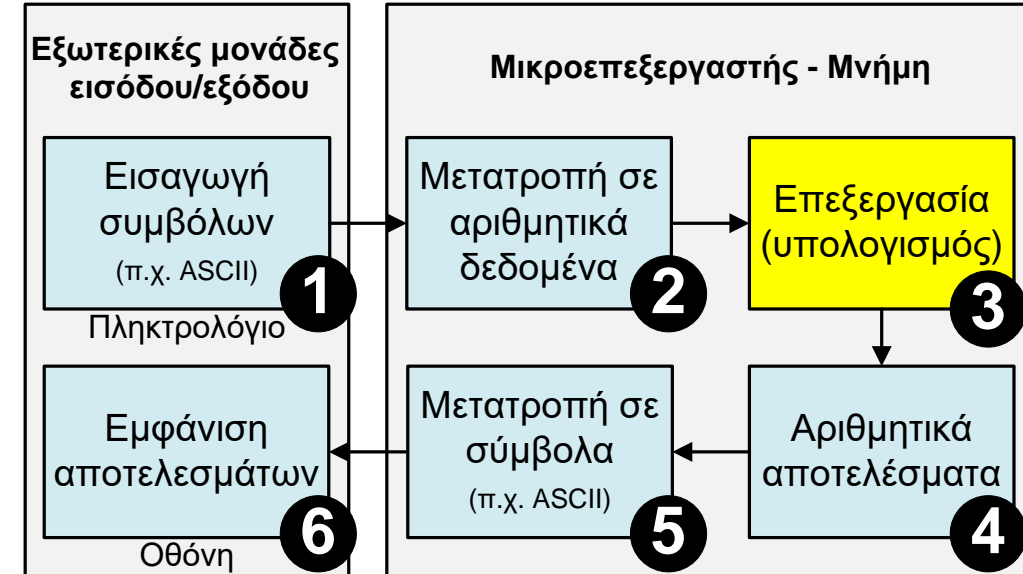 Εξωτερικές μονάδες
εισόδου/εξόδου
Μικροεπεξεργαστής - Μνήμη
Εισαγωγή
συμβόλων
(π.χ. ASCII)
1
Πληκτρολόγιο
Μετατροπή σε
αριθμητικά
δεδομένα
2
Επεξεργασία
(υπολογισμός)
3
Αριθμητικά
αποτελέσματα
4
Μετατροπή σε
σύμβολα
(π.χ. ASCII)
5
Εμφάνιση
αποτελεσμάτων
6
Οθόνη